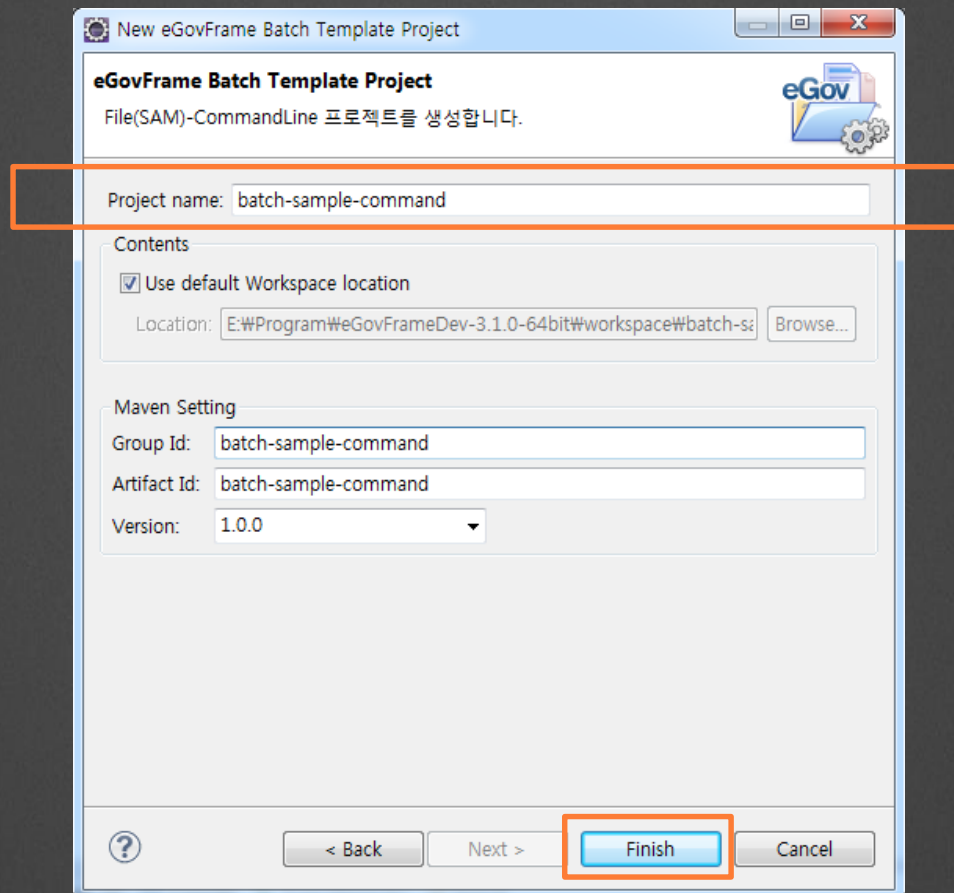 New eGovFrame Batch Template Project
eGovFrame Batch Template Project
File(SAM)-CommandLine 프로젝트를 생성합니다.
eGov
Project name: batch-sample-command
Contents
Use default Workspace location
Location: E:₩Program₩eGovFrameDev-3.1.0-64bit₩workspace₩batch-sa Browse...
Maven Setting
Group Id: batch-sample-command
Artifact Id: batch-sample-command
Version: 1.0.0
? < Back Next > Finish Cancel